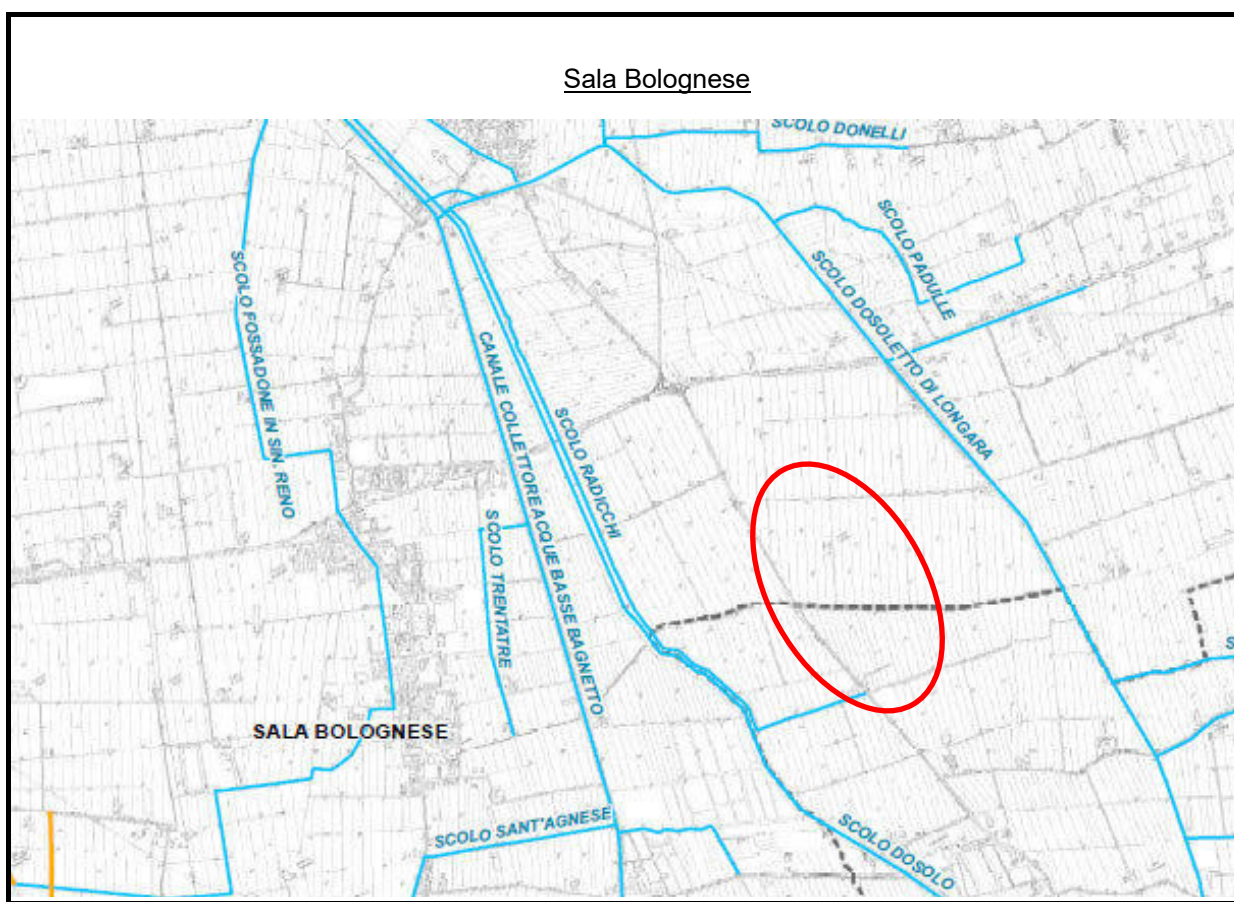 Sala Bolognese
SCOLO DONELLI
SCOLO PADULLE
SCOLO DOSOLETTO DI LONGARA
SCOLO FOSSADONE IN SIN. RENO
CANALE COLLETTORE ACQUE BASSE BAGNETTO
SCOLO RADICCHI
SCOLO TRENTATRE
SALA BOLOGNESE
SCOLO SANT'AGNESE
SCOLO DOSOLO
S